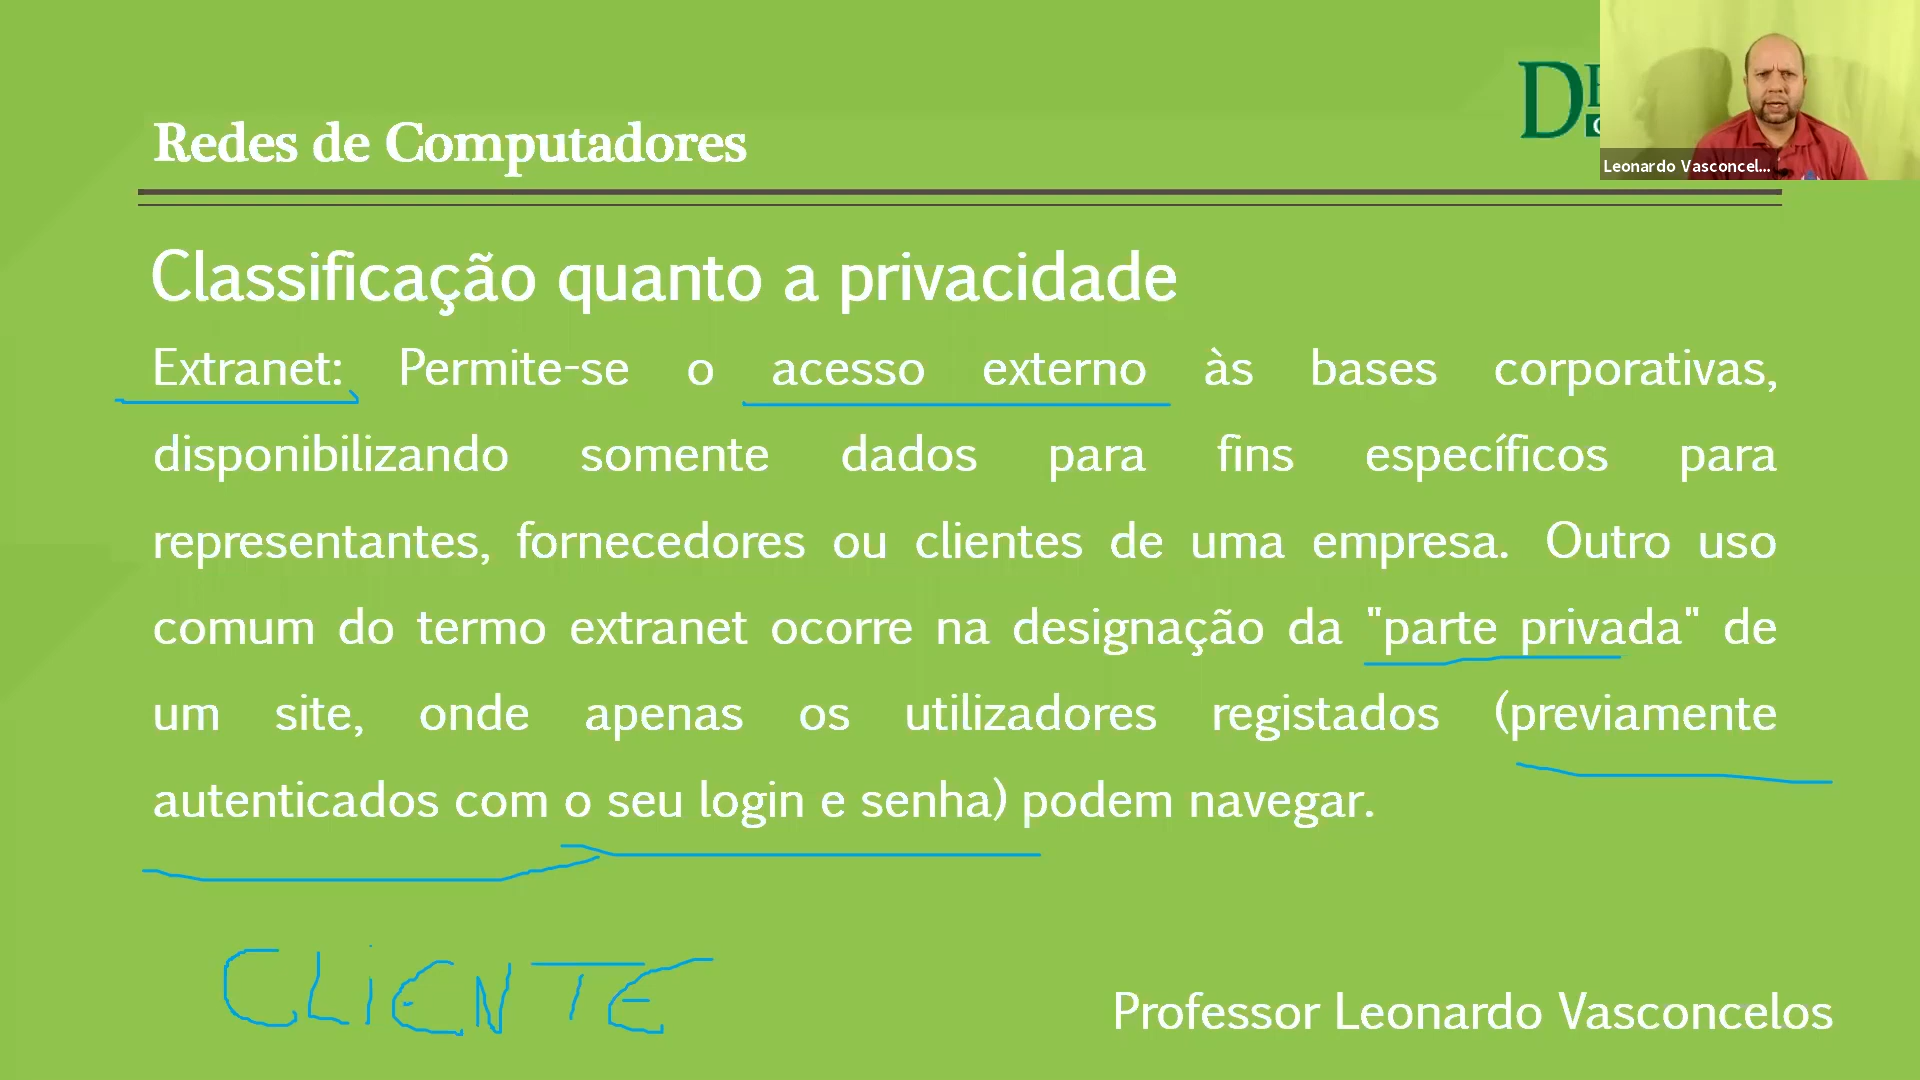 Redes de Computadores
D
Leonardo Vasconcel...
Classificação quanto a privacidade
Extranet: Permite-se o acesso externo às bases corporativas,
disponibilizando somente dados para fins específicos para
representantes, fornecedores ou clientes de uma empresa. Outro uso
comum do termo extranet ocorre na designação da "parte privada" de
um site, onde apenas os utilizadores registados (previamente
autenticados com o seu login e senha) podem navegar.
CLiENTE
Professor Leonardo Vasconcelos